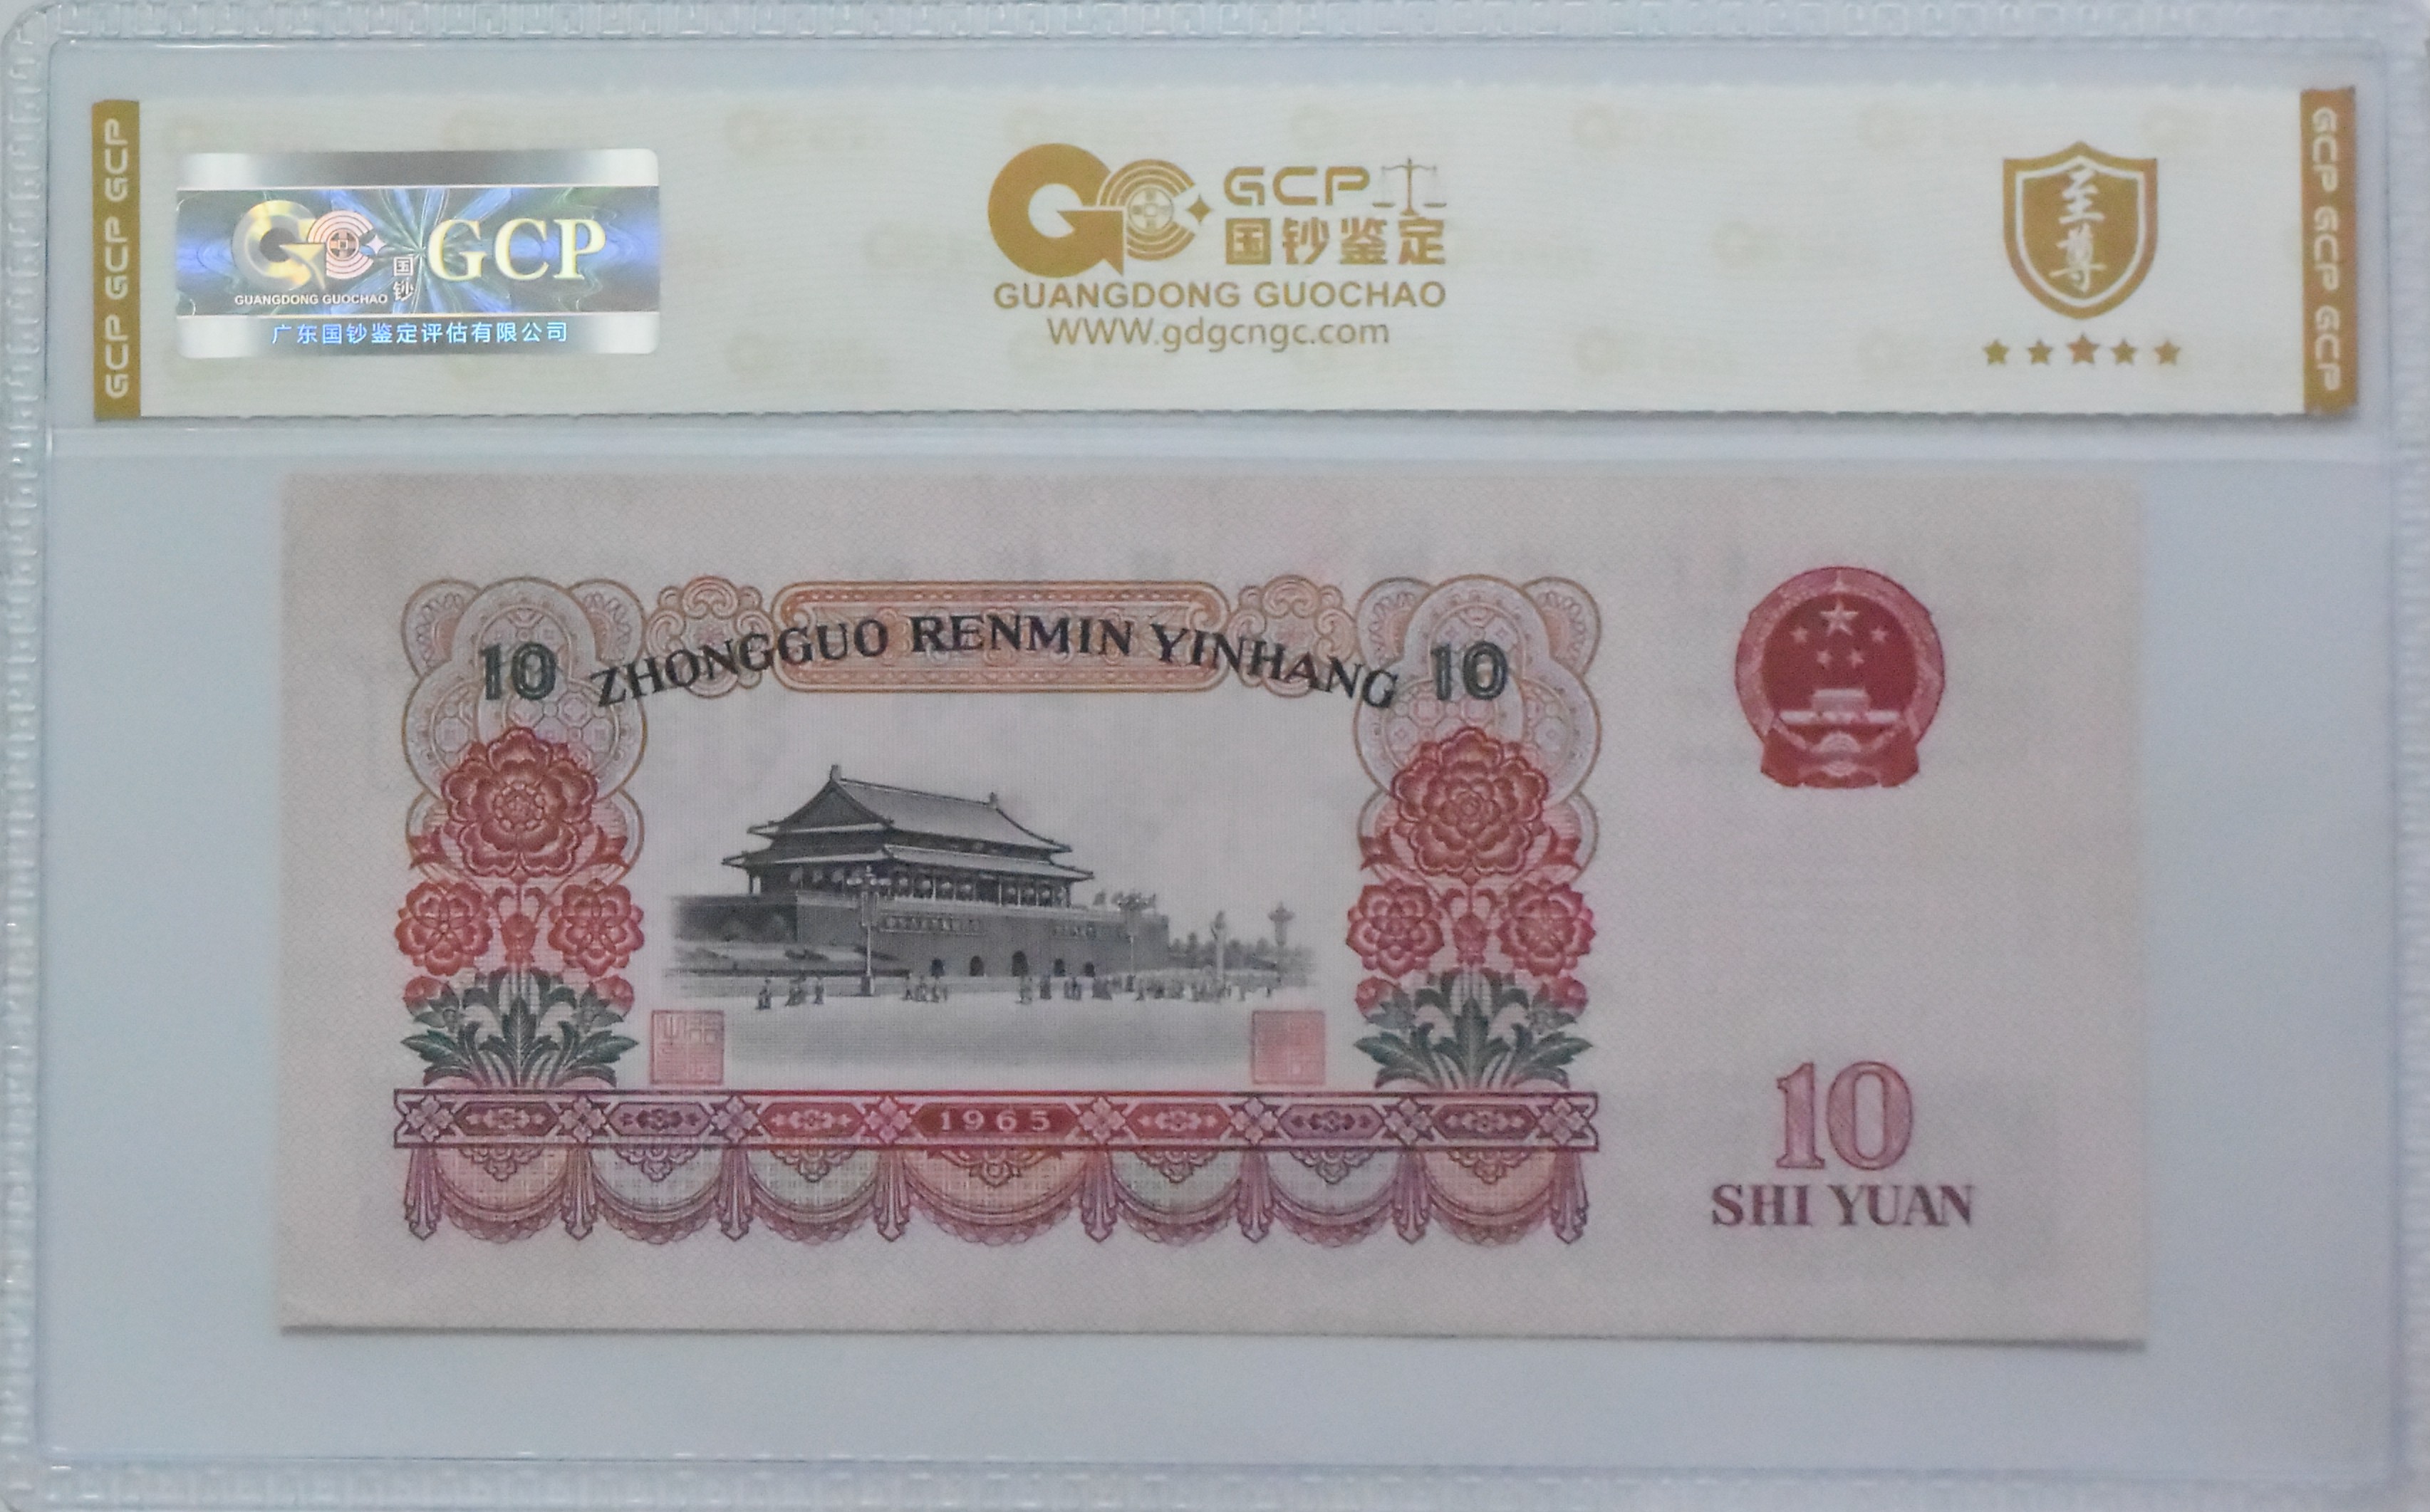 GCP GCP GCP
GUANGDONG GUOCHAO
国钞
GCP
广东国钞鉴定评估有限公司
GCP
国钞鉴定
GUANGDONG GUOCHAO
WWW.gdgcngc.com
至尊
GCP GCP GCP
10 ZHONGGUO RENMIN YINHANG 10
1965
10
SHI YUAN